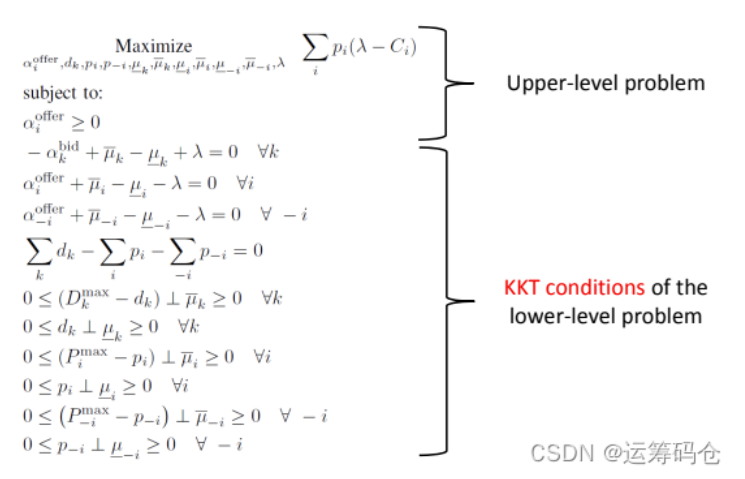 Maximize ∑_i p_i(λ − C_i)
α_i^offer, d_k, p_i, p_−i, μ̲_k, μ̅_k, μ̲_i, μ̅_i, μ̲_−i, μ̅_−i, λ
subject to:
α_i^offer ≥ 0
Upper-level problem
− α_k^bid + μ̅_k − μ̲_k + λ = 0 ∀k
α_i^offer + μ̅_i − μ̲_i − λ = 0 ∀i
α_−i^offer + μ̅_−i − μ̲_−i − λ = 0 ∀ − i
∑_k d_k − ∑_i p_i − ∑_−i p_−i = 0
0 ≤ (D_k^max − d_k) ⊥ μ̅_k ≥ 0 ∀k
0 ≤ d_k ⊥ μ̲_k ≥ 0 ∀k
0 ≤ (P_i^max − p_i) ⊥ μ̅_i ≥ 0 ∀i
0 ≤ p_i ⊥ μ̲_i ≥ 0 ∀i
0 ≤ (P_−i^max − p_−i) ⊥ μ̅_−i ≥ 0 ∀ − i
0 ≤ p_−i ⊥ μ̲_−i ≥ 0 ∀ − i
KKT conditions of the
lower-level problem
CSDN @运筹码仓